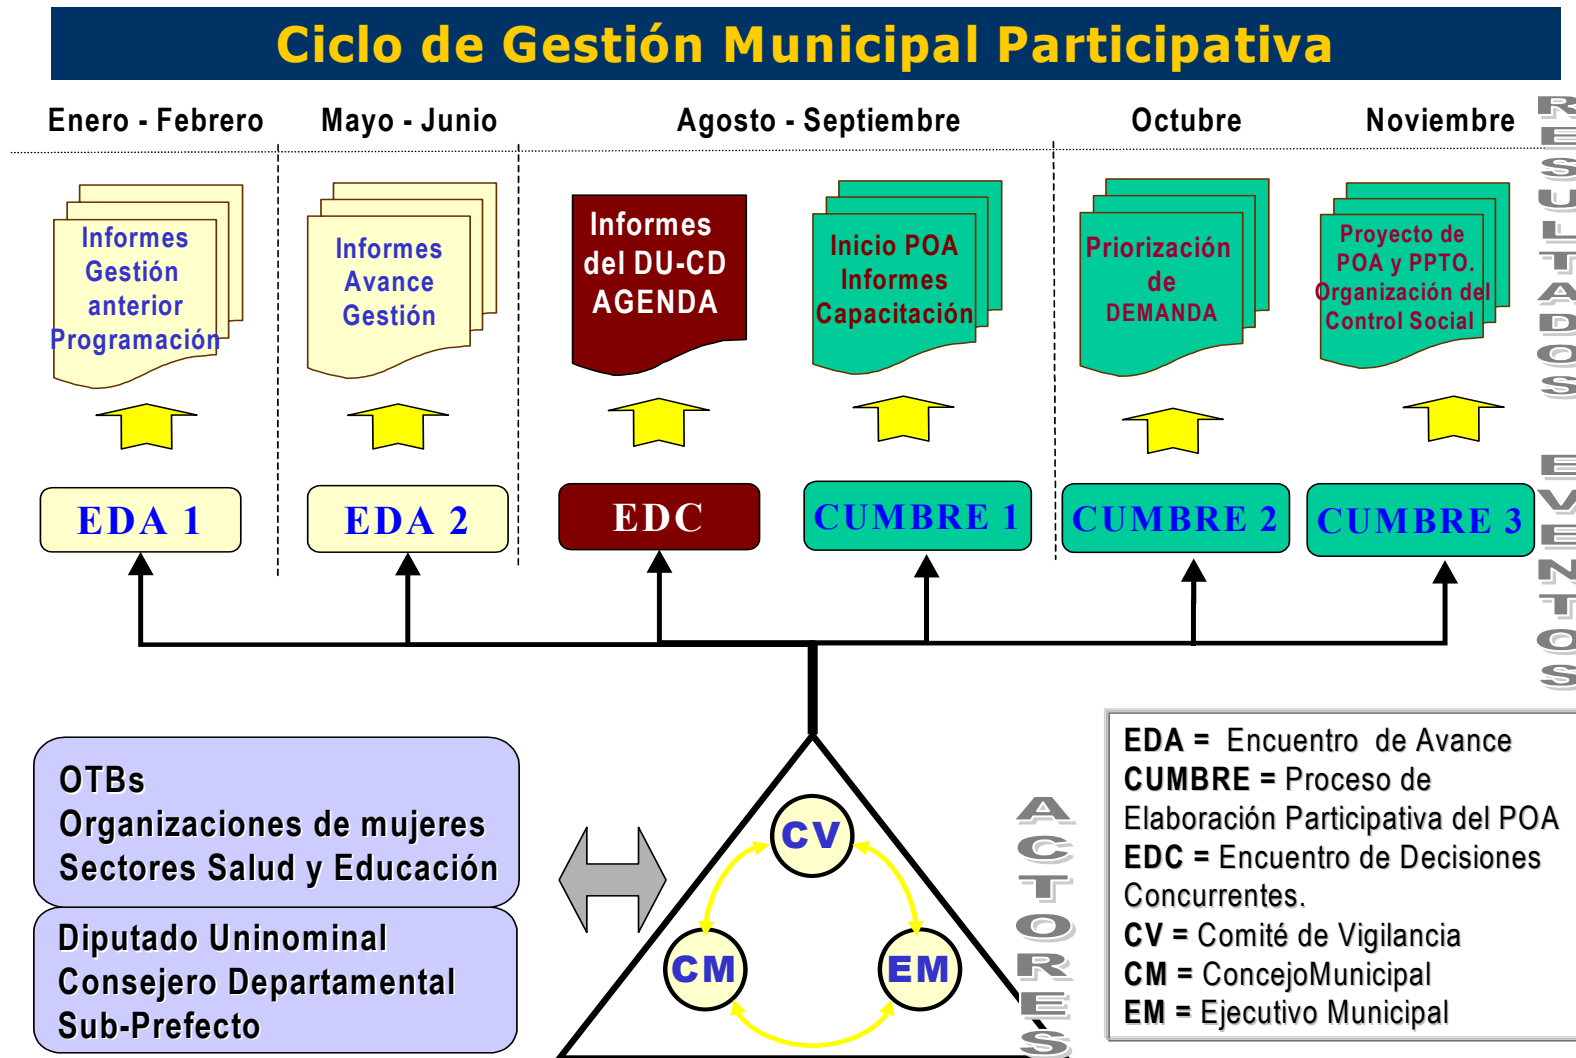 Ciclo de Gestión Municipal Participativa
Enero - Febrero
Mayo - Junio
Agosto - Septiembre
Octubre
Noviembre
RESULTADOS
Informes
Gestión
anterior
Programación
Informes
Avance
Gestión
Informes
del DU-CD
AGENDA
Inicio POA
Informes
Capacitación
Priorización
de
DEMANDA
Proyecto de
POA y PPTO.
Organización del
Control Social
EDA 1
EDA 2
EDC
CUMBRE 1
CUMBRE 2
CUMBRE 3
EVENTOS
OTBs
Organizaciones de mujeres
Sectores Salud y Educación
Diputado Uninominal
Consejero Departamental
Sub-Prefecto
CV
CM
EM
ACTORES
EDA = Encuentro de Avance
CUMBRE = Proceso de
Elaboración Participativa del POA
EDC = Encuentro de Decisiones
Concurrentes.
CV = Comité de Vigilancia
CM = ConcejoMunicipal
EM = Ejecutivo Municipal